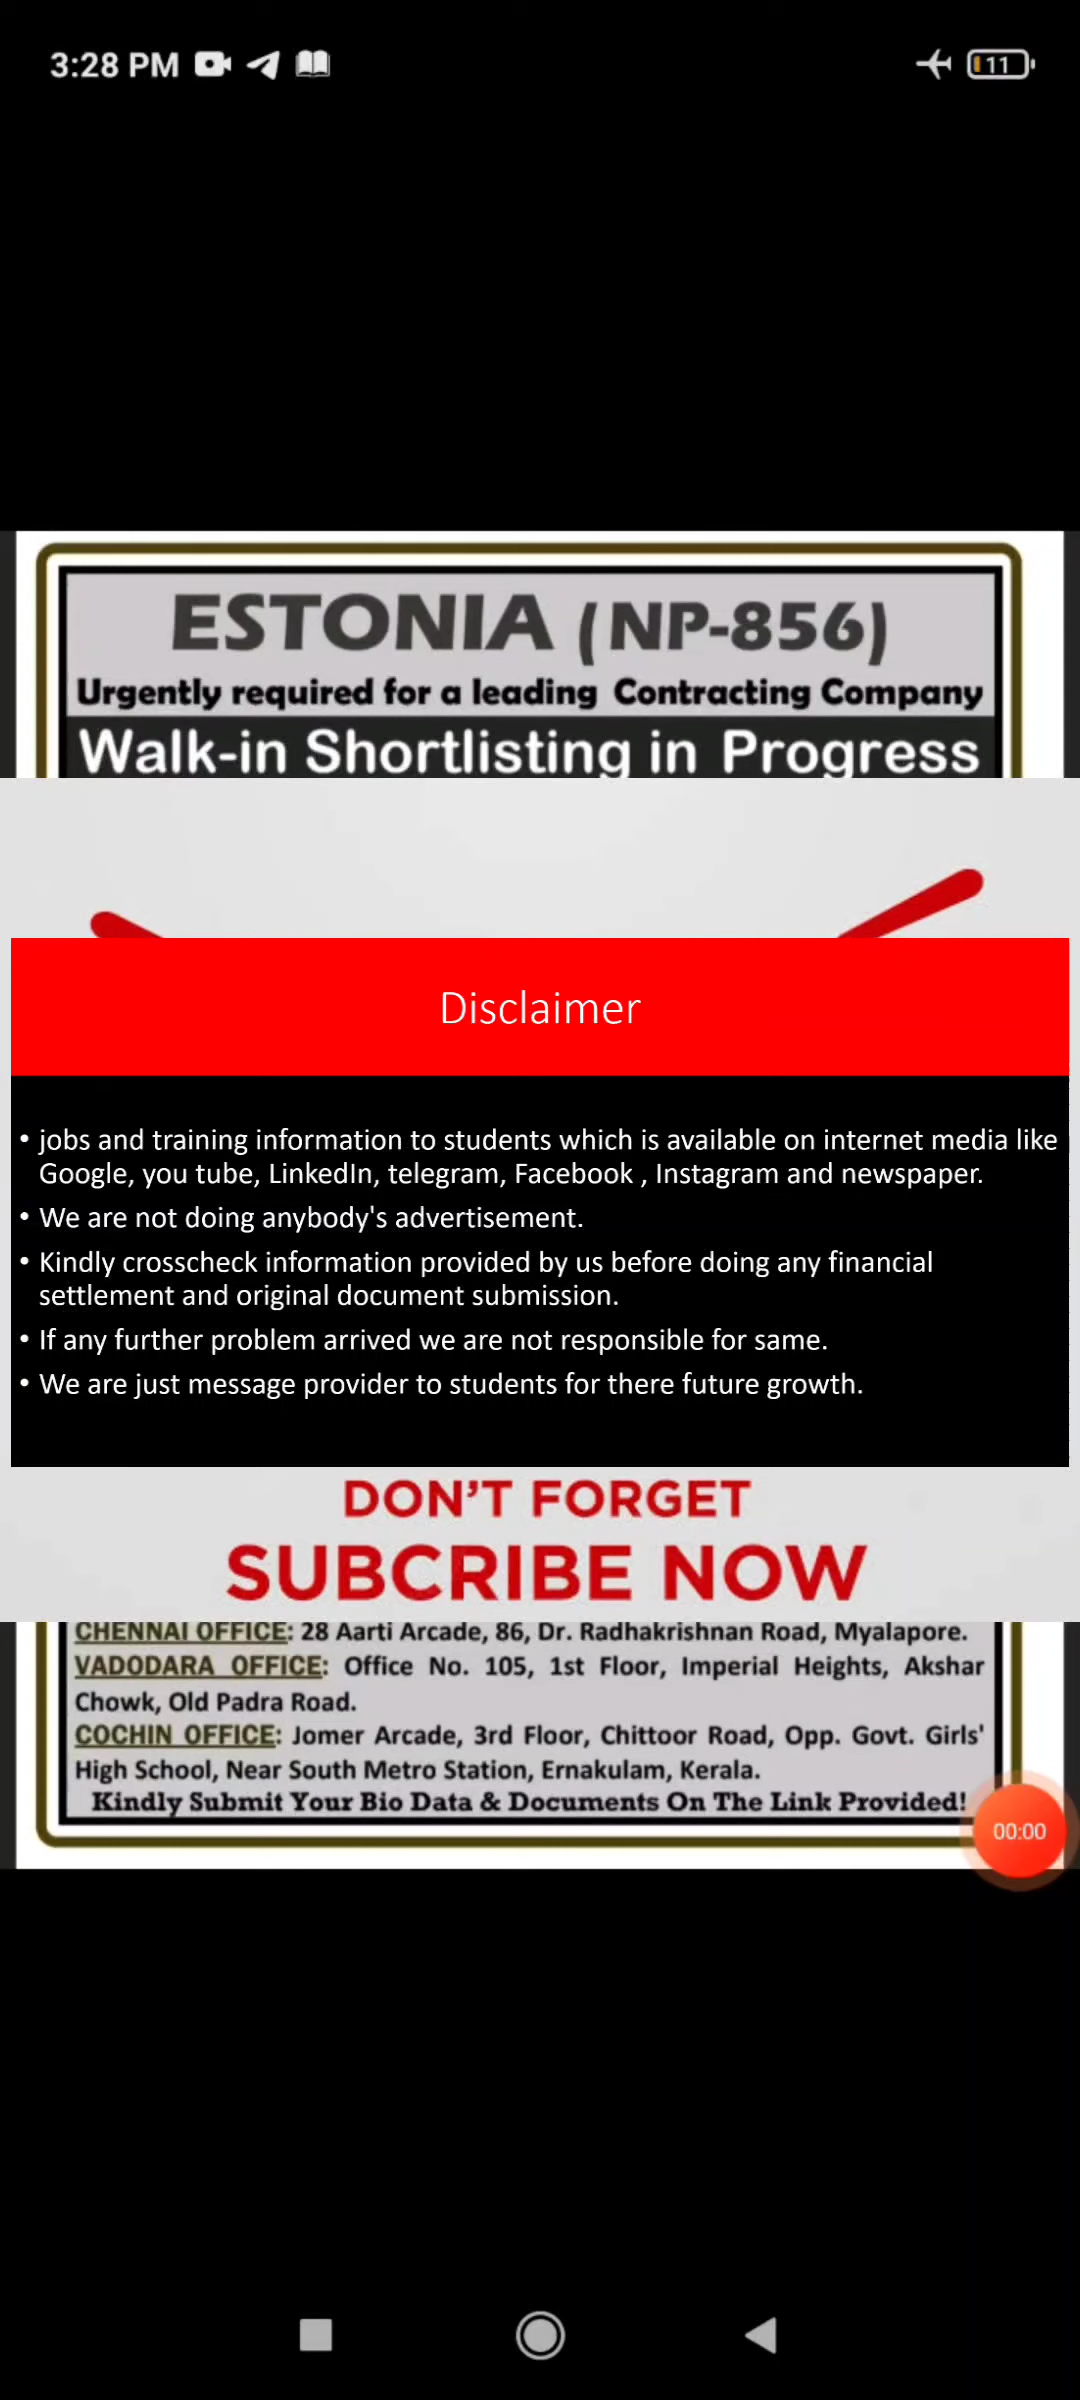 3:28 PM
11
ESTONIA (NP-856)
Urgently required for a leading Contracting Company
Walk-in Shortlisting in Progress
Disclaimer
• jobs and training information to students which is available on internet media like
Google, you tube, LinkedIn, telegram, Facebook , Instagram and newspaper.
• We are not doing anybody's advertisement.
• Kindly crosscheck information provided by us before doing any financial
settlement and original document submission.
• If any further problem arrived we are not responsible for same.
• We are just message provider to students for there future growth.
DON'T FORGET
SUBCRIBE NOW
CHENNAI OFFICE: 28 Aarti Arcade, 86, Dr. Radhakrishnan Road, Myalapore.
VADODARA OFFICE: Office No. 105, 1st Floor, Imperial Heights, Akshar
Chowk, Old Padra Road.
COCHIN OFFICE: Jomer Arcade, 3rd Floor, Chittoor Road, Opp. Govt. Girls'
High School, Near South Metro Station, Ernakulam, Kerala.
Kindly Submit Your Bio Data & Documents On The Link Provided!
00:00